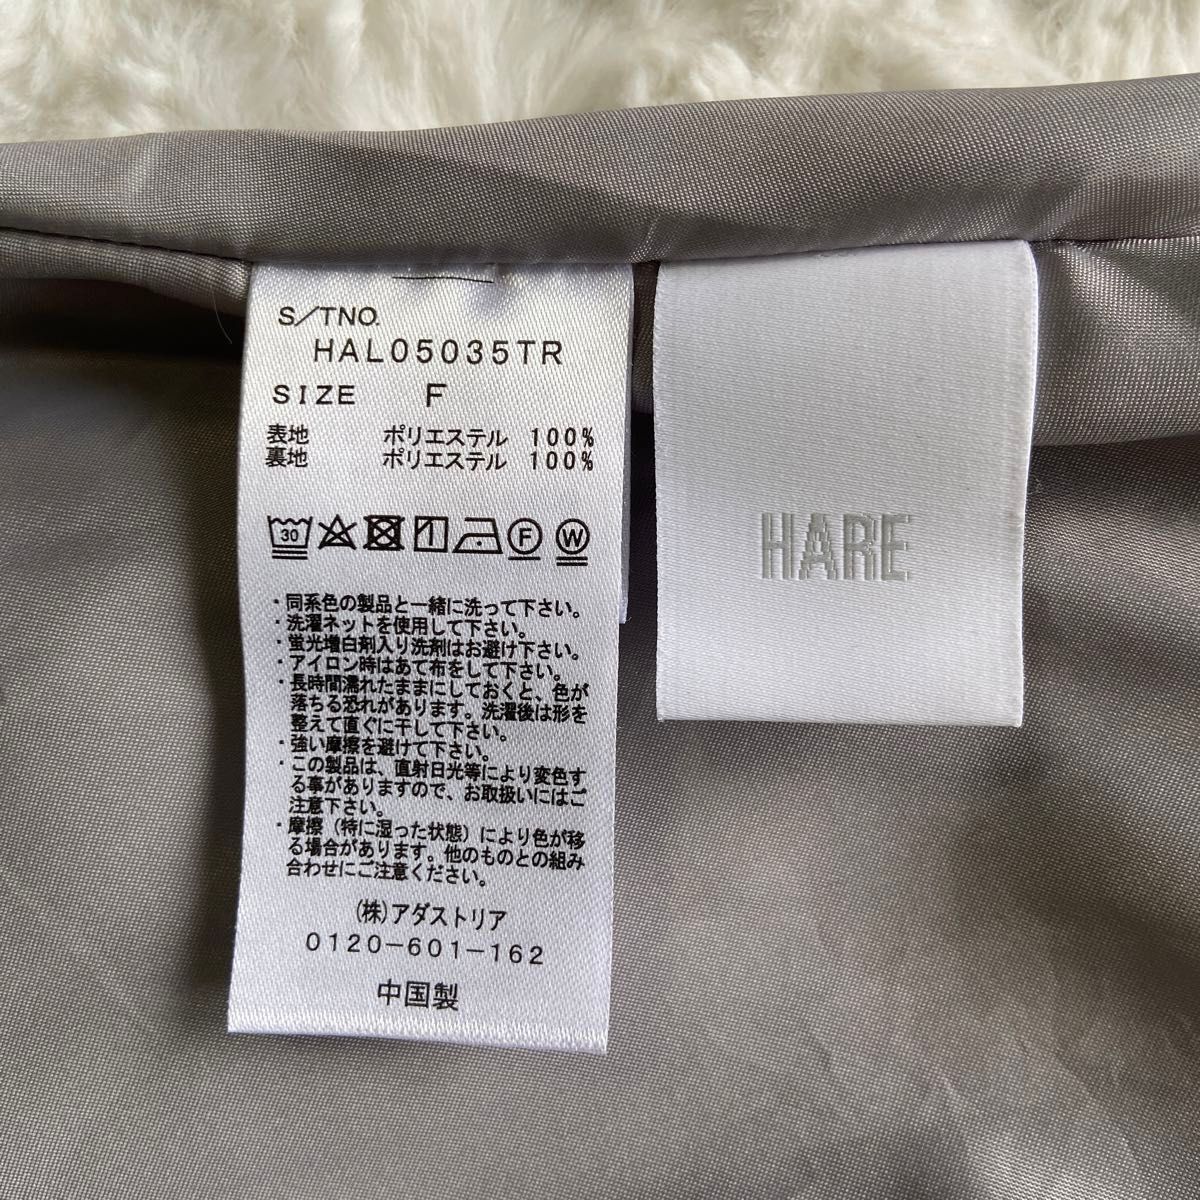 S/TNO.
HAL05035TR
SIZE F
表地 ポリエステル 100%
裏地 ポリエステル 100%
30
F
W
・同系色の製品と一緒に洗って下さい。
・洗濯ネットを使用して下さい。
・蛍光増白剤入り洗剤はお避け下さい。
・アイロン時はあて布をして下さい。
・長時間濡れたままにしておくと、色が
落ちる恐れがあります。洗濯後は形を
整えて直ぐに干して下さい。
・強い摩擦を避けて下さい。
・この製品は、直射日光等により変色す
る事がありますので、お取扱いにはご
注意下さい。
・摩擦（特に湿った状態）により色が移
る場合があります。他のものとの組み
合わせにご注意ください。
(株)アダストリア
0120-601-162
中国製
HARE